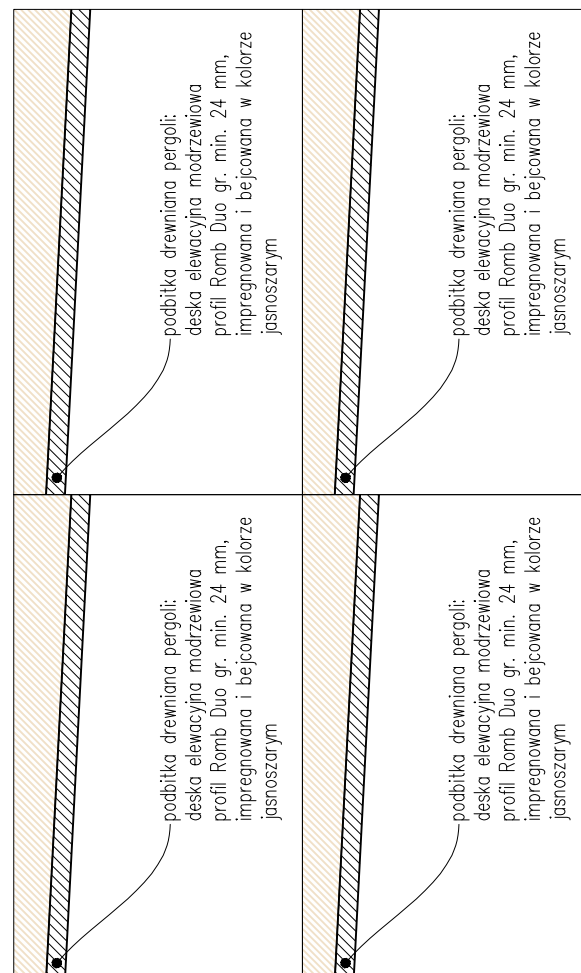 podbitka drewniana pergoli:
deska elewacyjna modrzewiowa
profil Romb Duo gr. min. 24 mm,
impregnowana i bejcowana w kolorze
jasnoszarym
podbitka drewniana pergoli:
deska elewacyjna modrzewiowa
profil Romb Duo gr. min. 24 mm,
impregnowana i bejcowana w kolorze
jasnoszarym
podbitka drewniana pergoli:
deska elewacyjna modrzewiowa
profil Romb Duo gr. min. 24 mm,
impregnowana i bejcowana w kolorze
jasnoszarym
podbitka drewniana pergoli:
deska elewacyjna modrzewiowa
profil Romb Duo gr. min. 24 mm,
impregnowana i bejcowana w kolorze
jasnoszarym